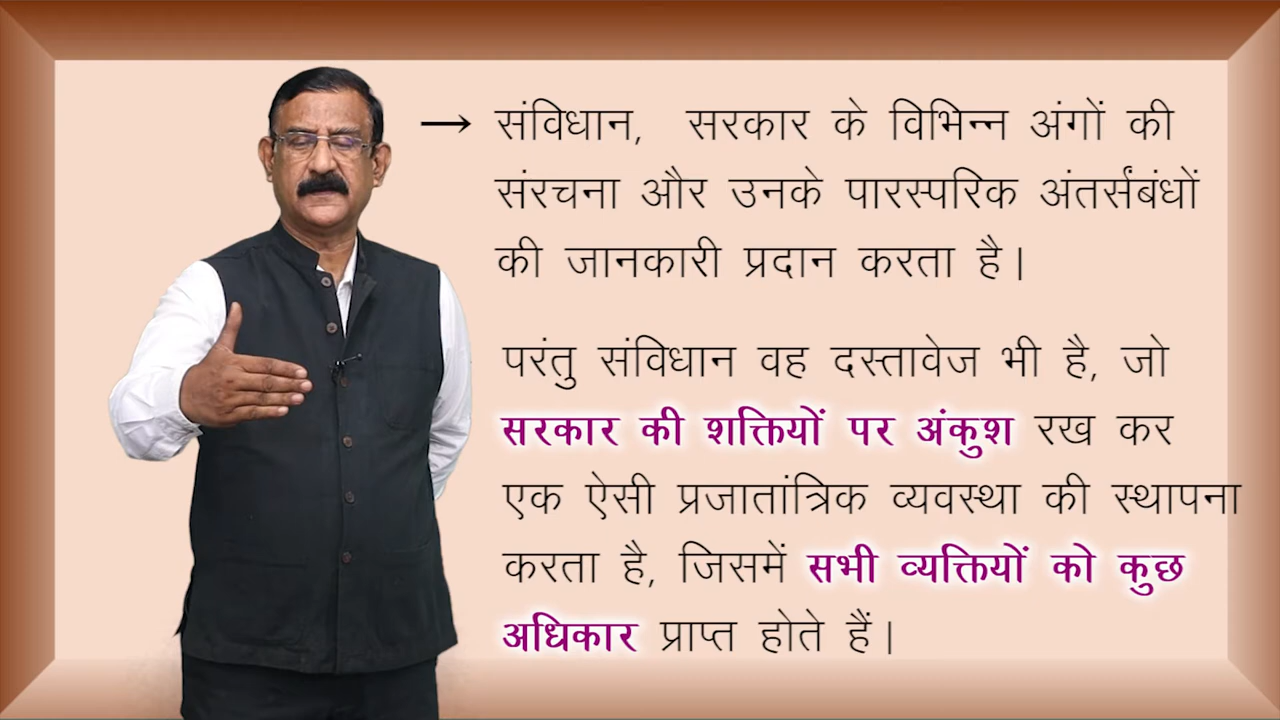 → संविधान, सरकार के विभिन्न अंगों की
संरचना और उनके पारस्परिक अंतर्संबंधों
की जानकारी प्रदान करता है।
परंतु संविधान वह दस्तावेज भी है, जो
सरकार की शक्तियों पर अंकुश रख कर
एक ऐसी प्रजातांत्रिक व्यवस्था की स्थापना
करता है, जिसमें सभी व्यक्तियों को कुछ
अधिकार प्राप्त होते हैं।